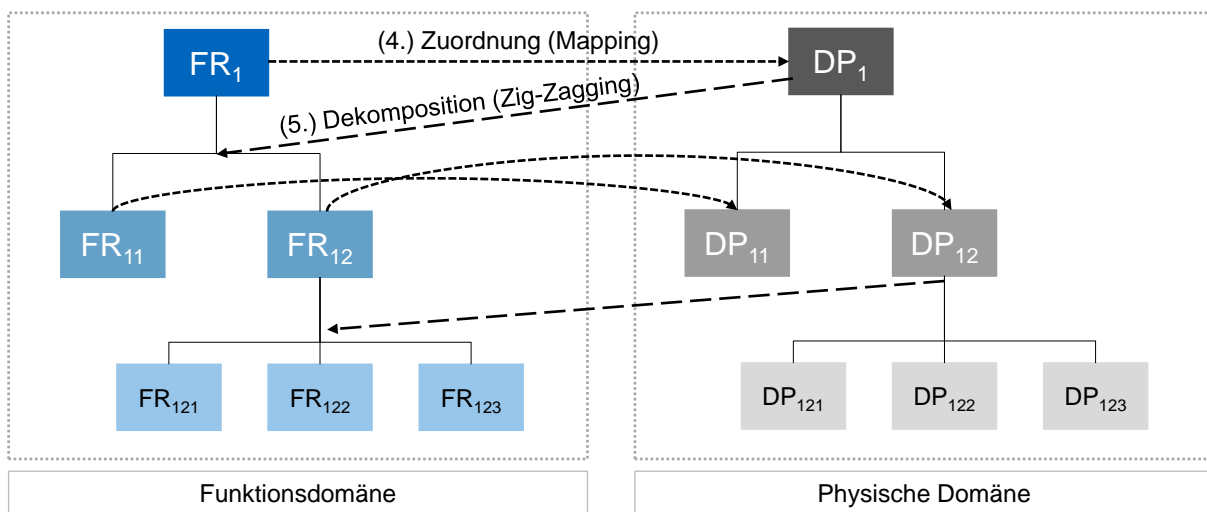 (4.) Zuordnung (Mapping)
FR₁
DP₁
(5.) Dekomposition (Zig-Zagging)
FR₁₁
FR₁₂
DP₁₁
DP₁₂
FR₁₂₁
FR₁₂₂
FR₁₂₃
DP₁₂₁
DP₁₂₂
DP₁₂₃
Funktionsdomäne
Physische Domäne